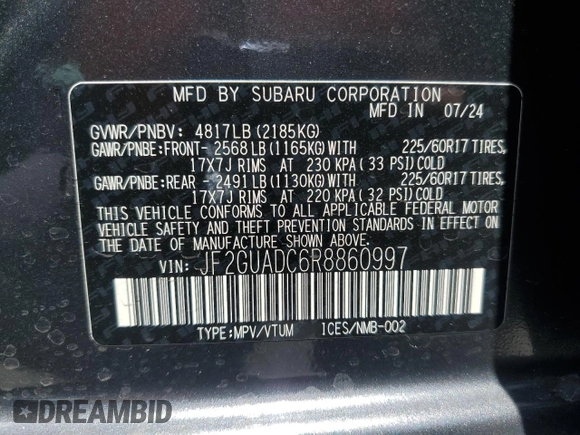 MFD BY SUBARU CORPORATION
MFD IN 07/24
GVWR/PNBV: 4817LB(2185KG)
GAWR/PNBE:FRONT- 2568LB(1165KG)WITH 225/60R17 TIRES,
17X7J RIMS AT 230 KPA(33 PSI)COLD
GAWR/PNBE:REAR - 2491LB(1130KG)WITH 225/60R17 TIRES,
17X7J RIMS AT 220 KPA(32 PSI)COLD
THIS VEHICLE CONFORMS TO ALL APPLICABLE FEDERAL MOTOR
VEHICLE SAFETY AND THEFT PREVENTION STANDARDS IN EFFECT
ON THE DATE OF MANUFACTURE SHOWN ABOVE.
VIN: JF2GUADC6R8860997
TYPE:MPV/VTUM ICES/NMB-002
DREAMBID